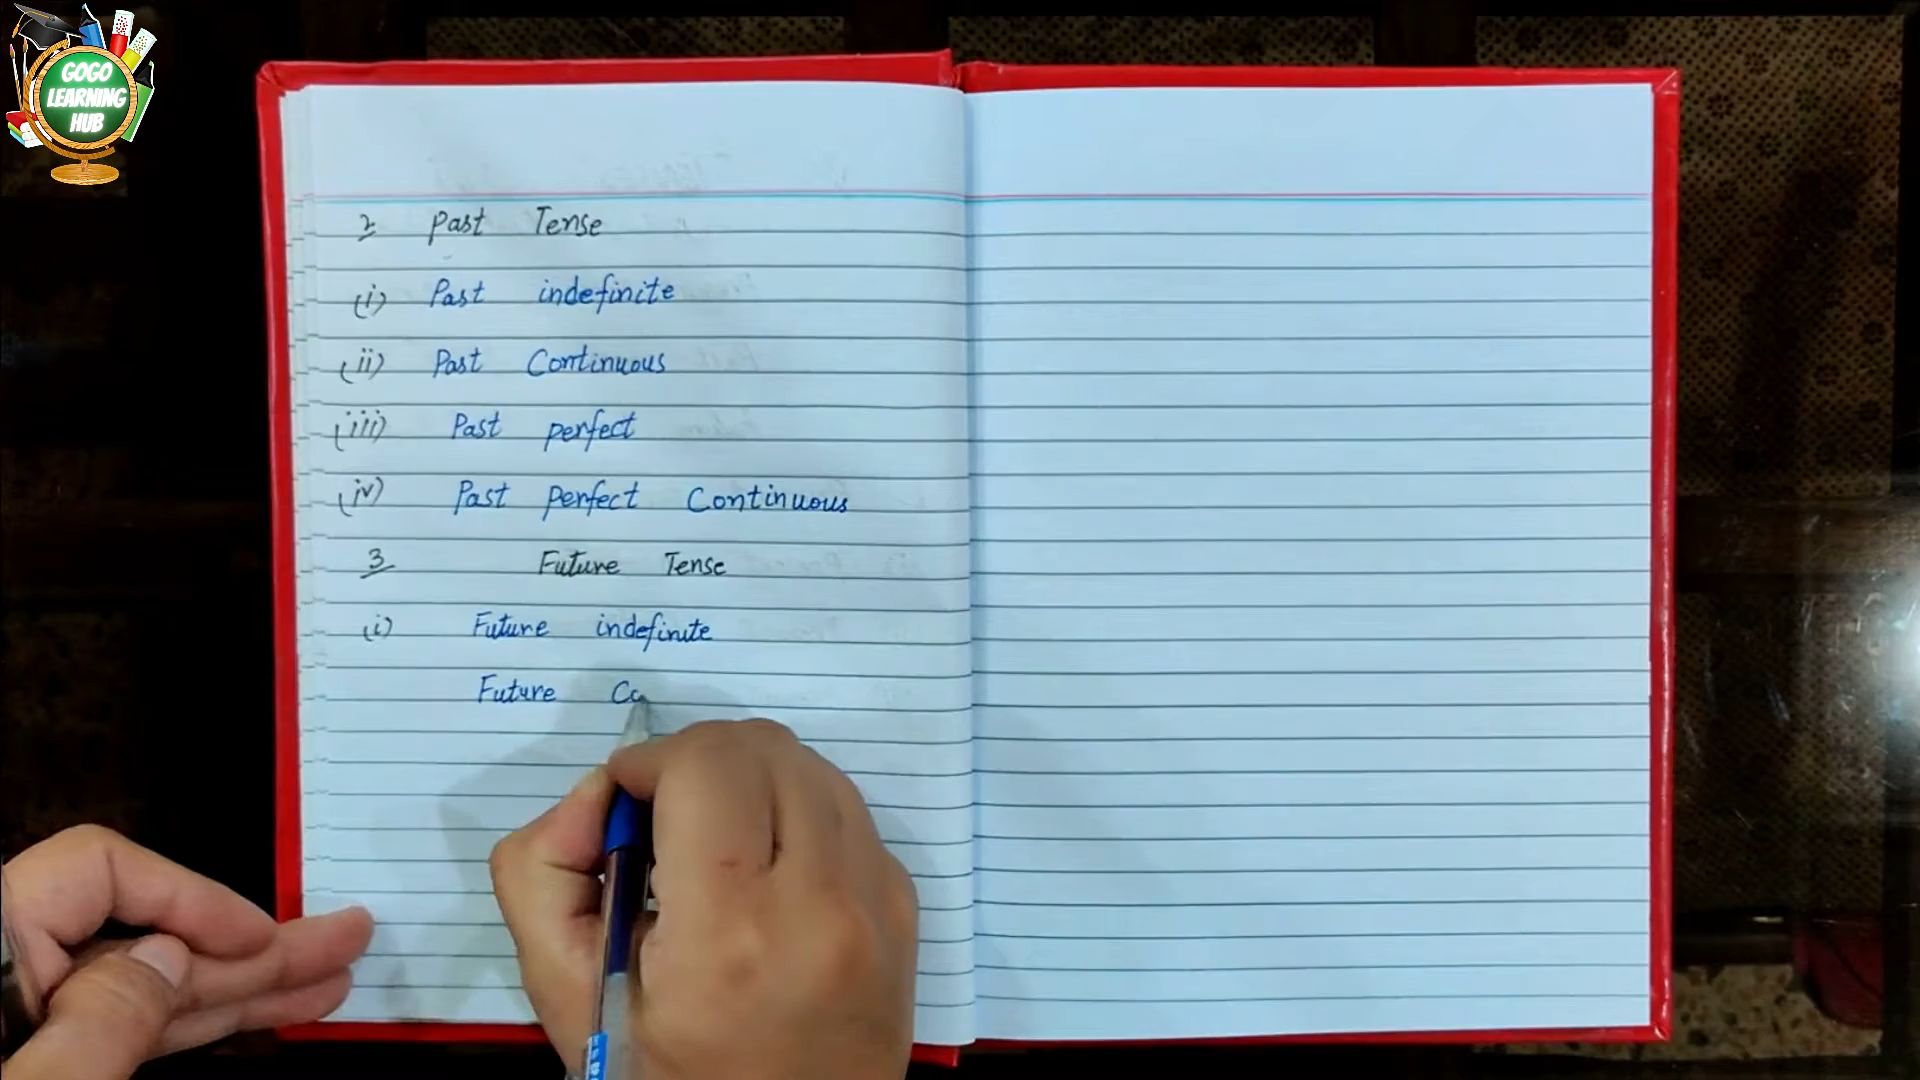 GOGO
LEARNING
HUB
2 Past Tense
(i) Past indefinite
(ii) Past Continuous
(iii) Past perfect
(iv) Past perfect Continuous
3 Future Tense
(i) Future indefinite
Future Co